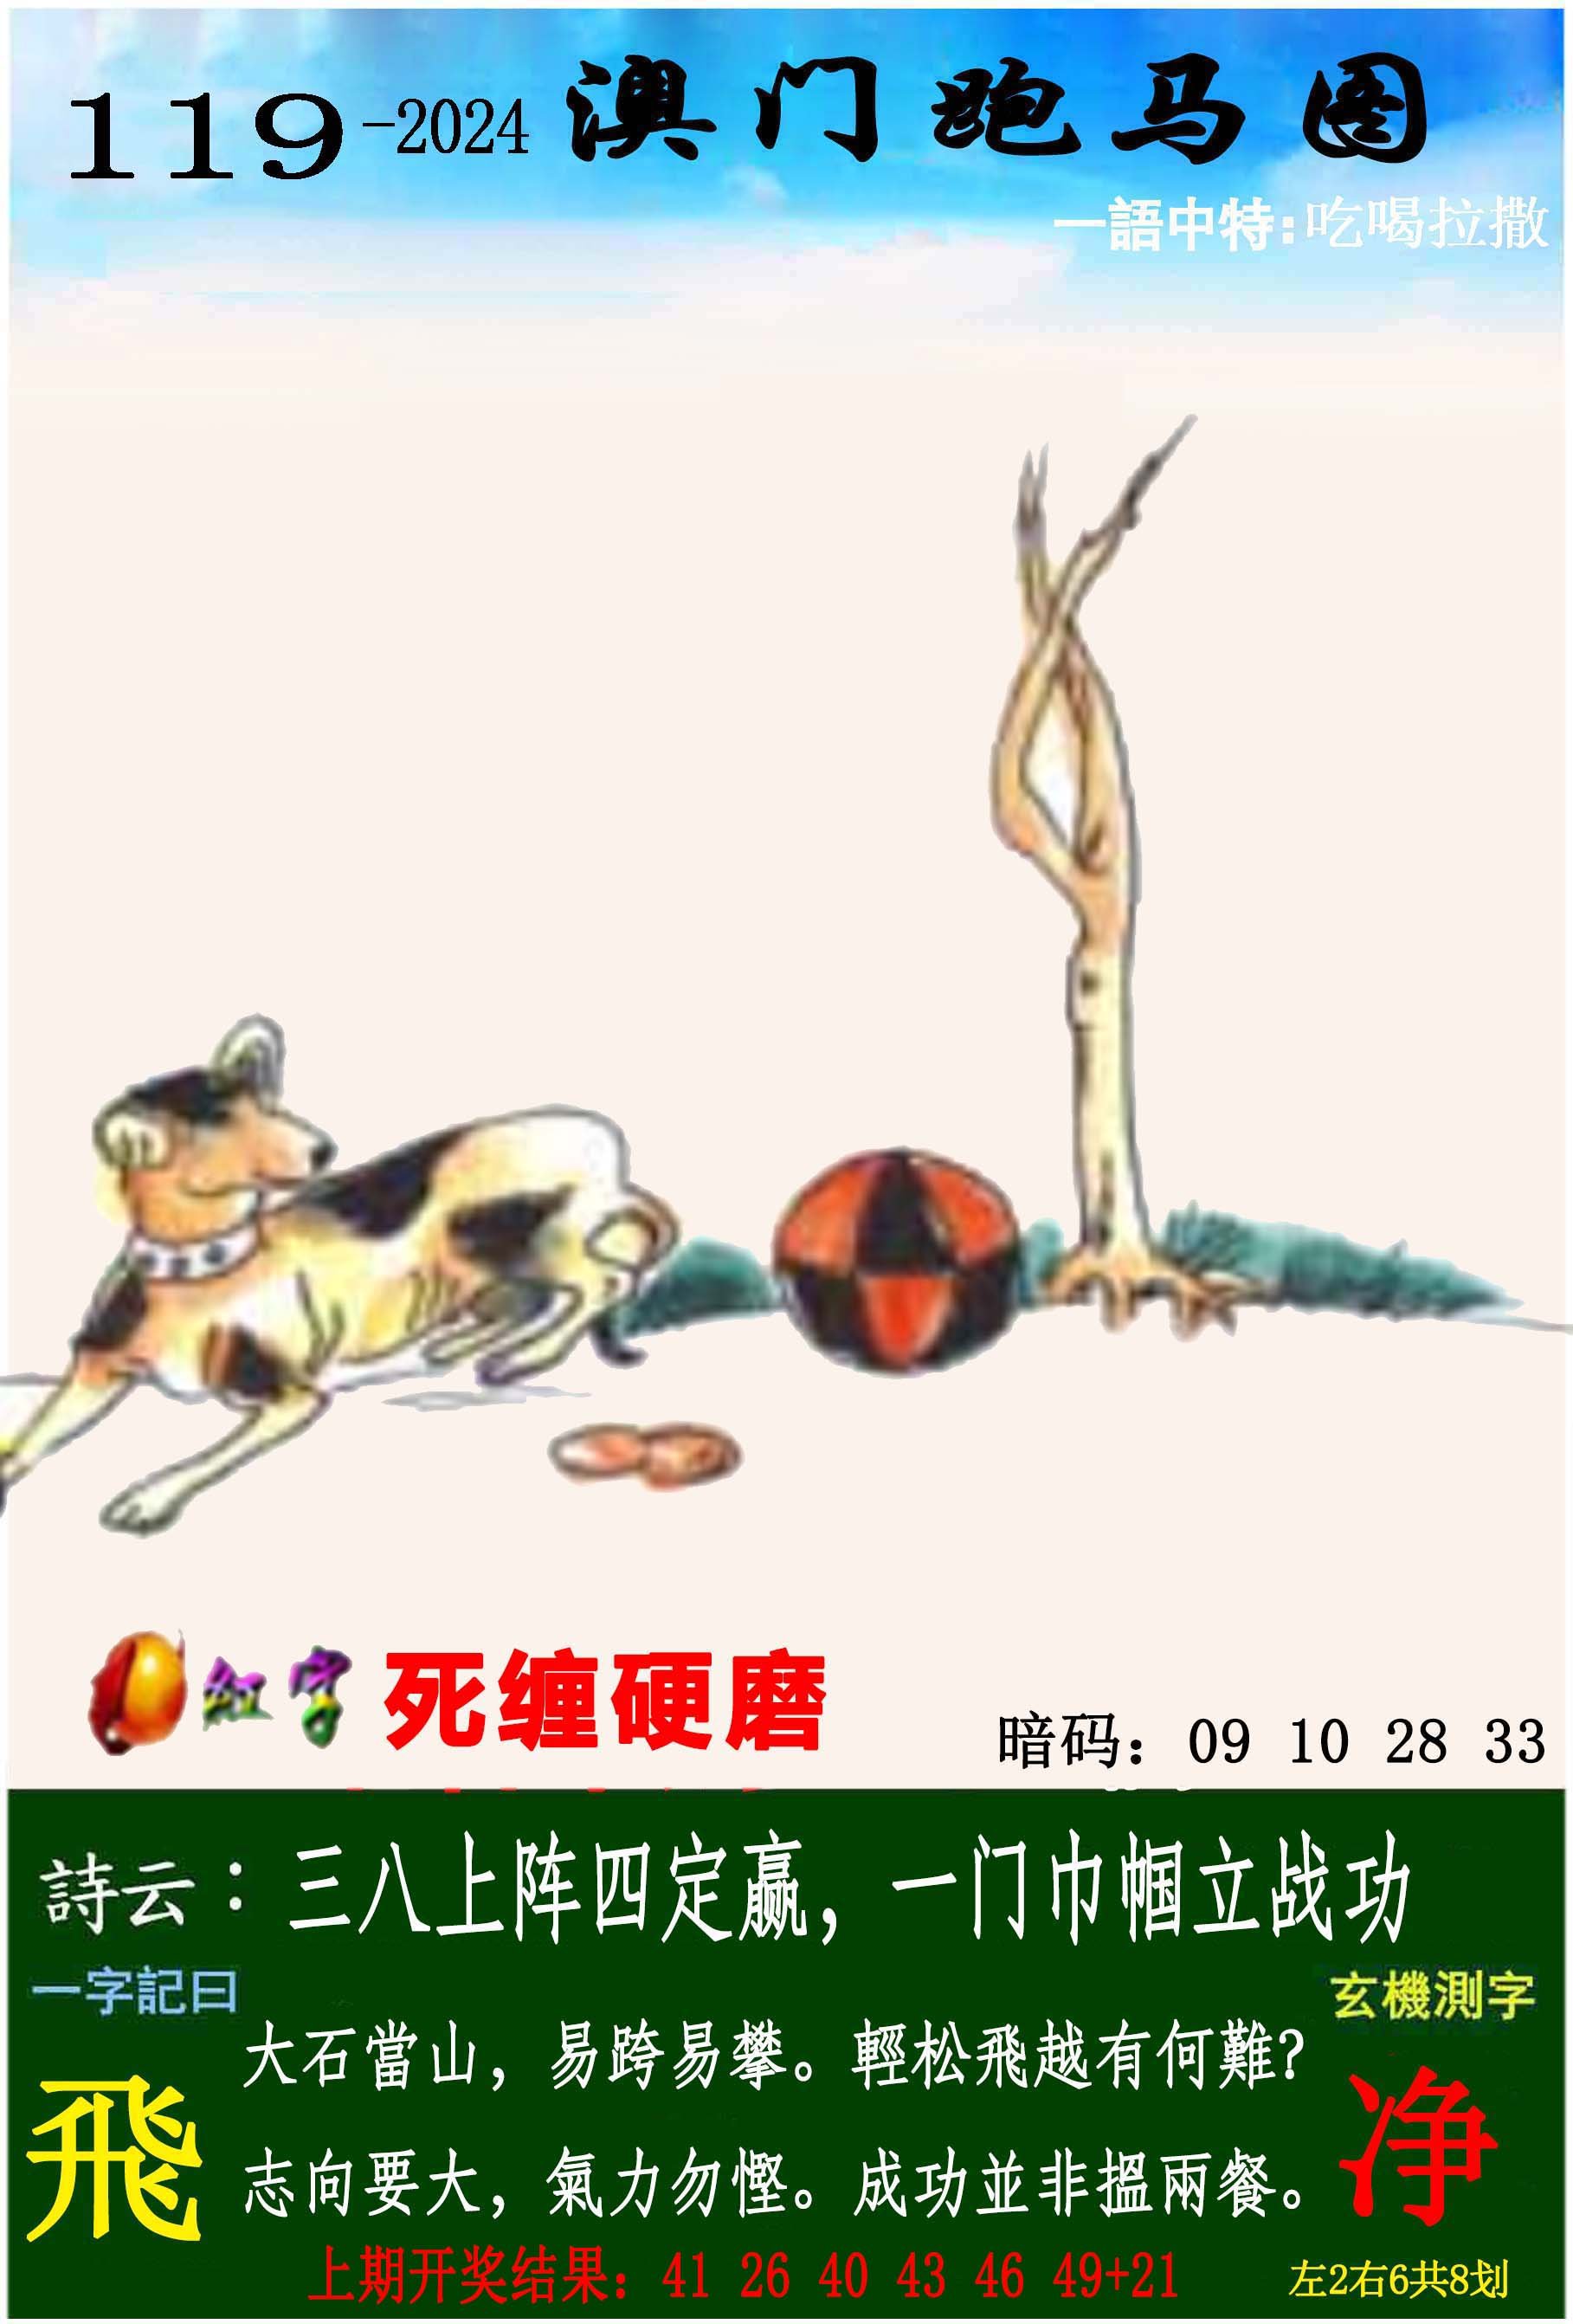 119-2024 澳门跑马图
一語中特:吃喝拉撒
红字 死缠硬磨
暗码: 09 10 28 33
詩云：三八上阵四定赢，一门巾帼立战功
一字記曰
玄機測字
大石當山，易跨易攀。輕松飛越有何難?
飛
净
志向要大，氣力勿慳。成功並非搵兩餐。
上期开奖结果：41 26 40 43 46 49+21
左2右6共8划